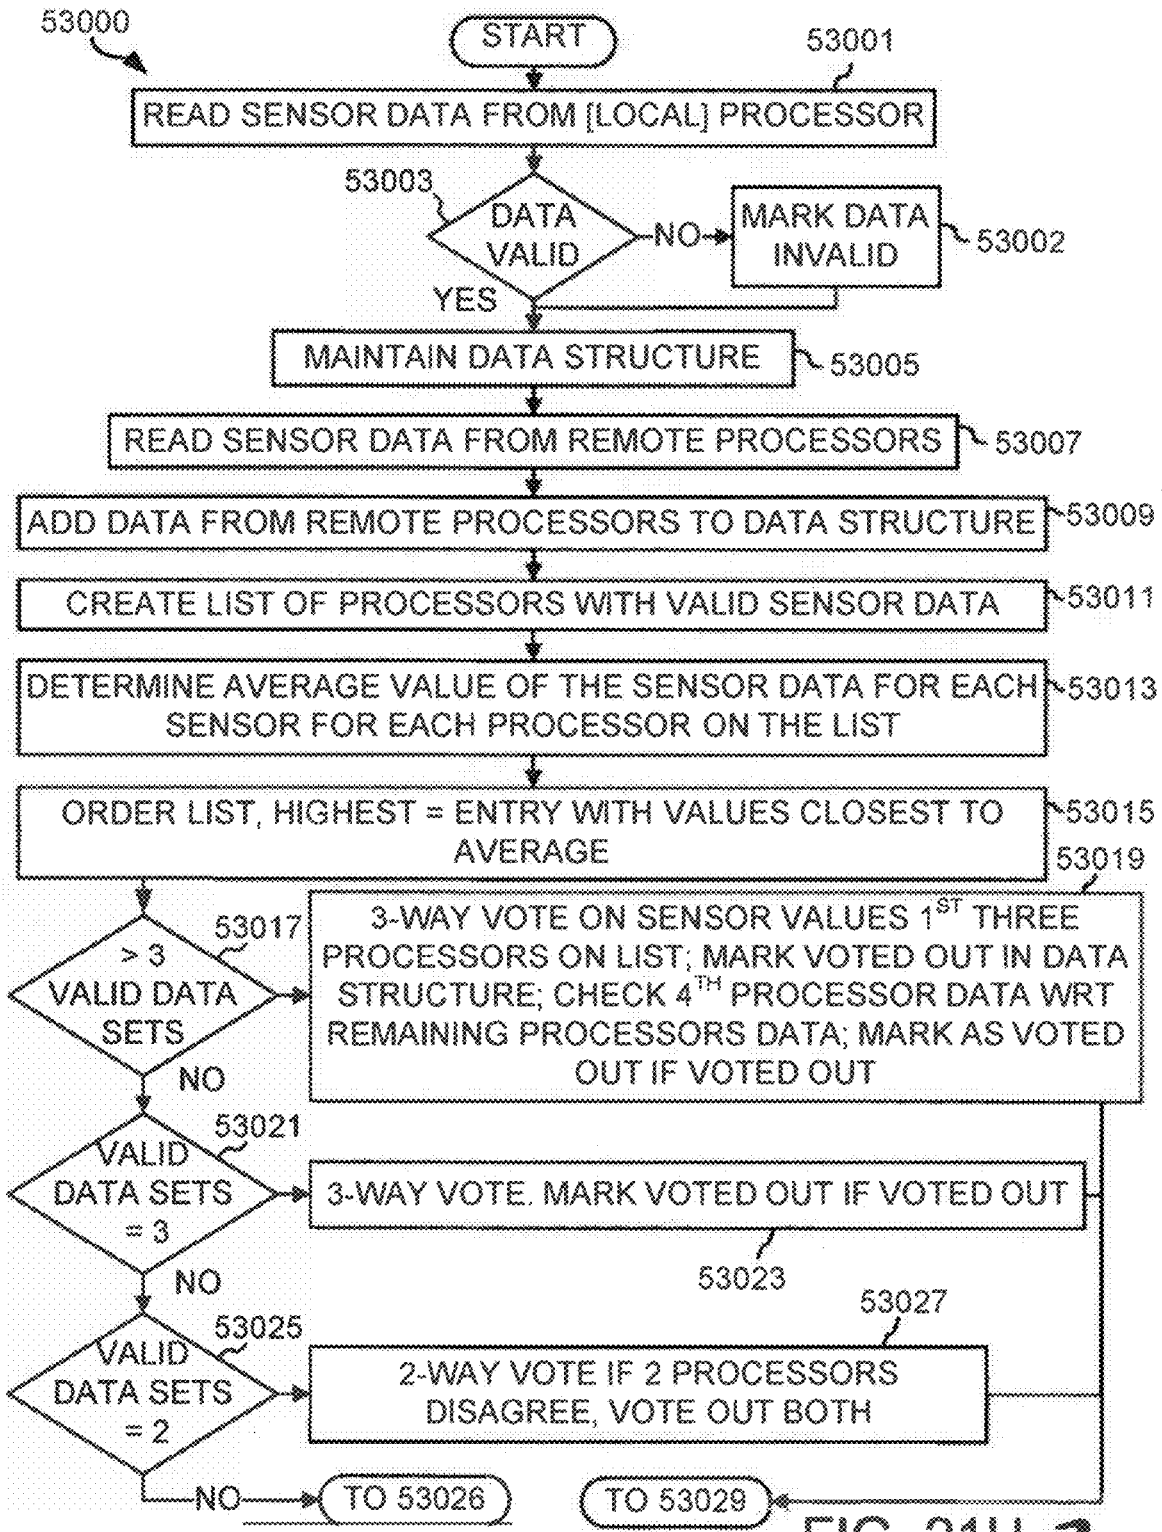 53000
START
53001
READ SENSOR DATA FROM [LOCAL] PROCESSOR
53003
DATA
VALID
NO
MARK DATA
INVALID
53002
YES
MAINTAIN DATA STRUCTURE
53005
READ SENSOR DATA FROM REMOTE PROCESSORS
53007
ADD DATA FROM REMOTE PROCESSORS TO DATA STRUCTURE
53009
CREATE LIST OF PROCESSORS WITH VALID SENSOR DATA
53011
DETERMINE AVERAGE VALUE OF THE SENSOR DATA FOR EACH
SENSOR FOR EACH PROCESSOR ON THE LIST
53013
ORDER LIST, HIGHEST = ENTRY WITH VALUES CLOSEST TO
AVERAGE
53015
53017
> 3
VALID DATA
SETS
NO
53019
3-WAY VOTE ON SENSOR VALUES 1ST THREE
PROCESSORS ON LIST; MARK VOTED OUT IN DATA
STRUCTURE; CHECK 4TH PROCESSOR DATA WRT
REMAINING PROCESSORS DATA; MARK AS VOTED
OUT IF VOTED OUT
53021
VALID
DATA SETS
= 3
NO
3-WAY VOTE. MARK VOTED OUT IF VOTED OUT
53023
53025
VALID
DATA SETS
= 2
53027
2-WAY VOTE IF 2 PROCESSORS
DISAGREE, VOTE OUT BOTH
NO
TO 53026
TO 53029